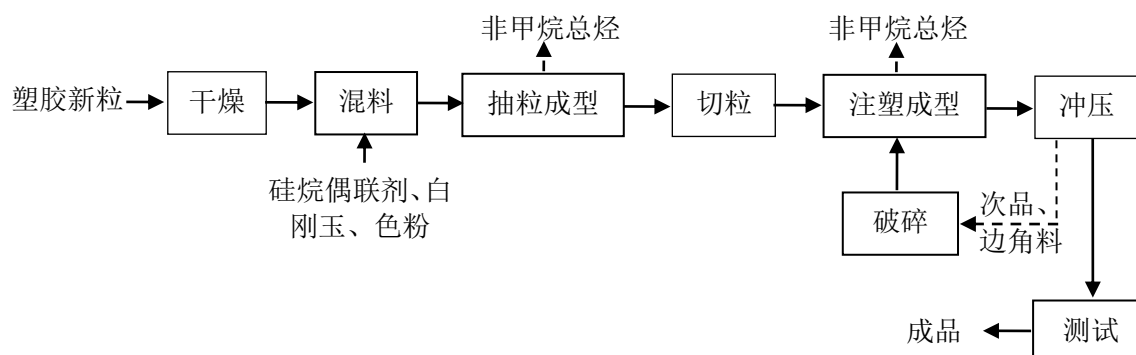 非甲烷总烃
非甲烷总烃
塑胶新粒
干燥
混料
抽粒成型
切粒
注塑成型
冲压
硅烷偶联剂、白
刚玉、色粉
破碎
次品、
边角料
成品
测试